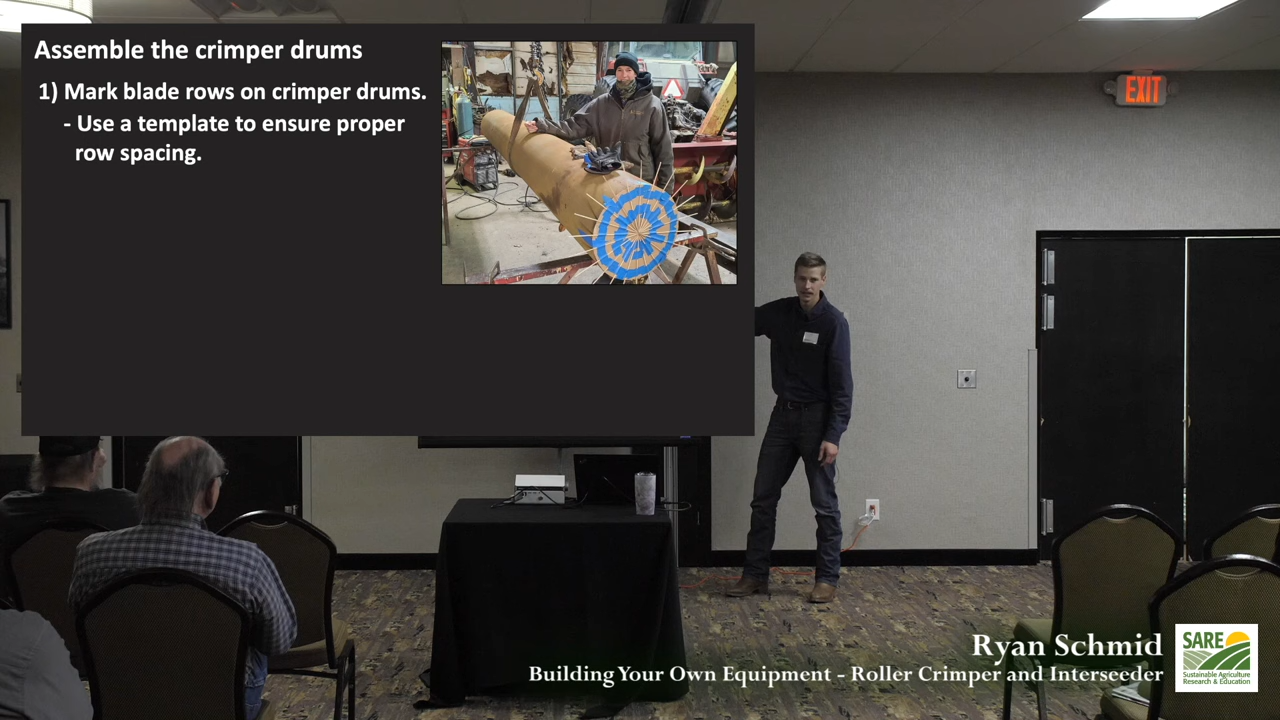 Assemble the crimper drums
1) Mark blade rows on crimper drums.
- Use a template to ensure proper
row spacing.
EXIT
Ryan Schmid
Building Your Own Equipment - Roller Crimper and Interseeder
SARE
Sustainable Agriculture
Research & Education